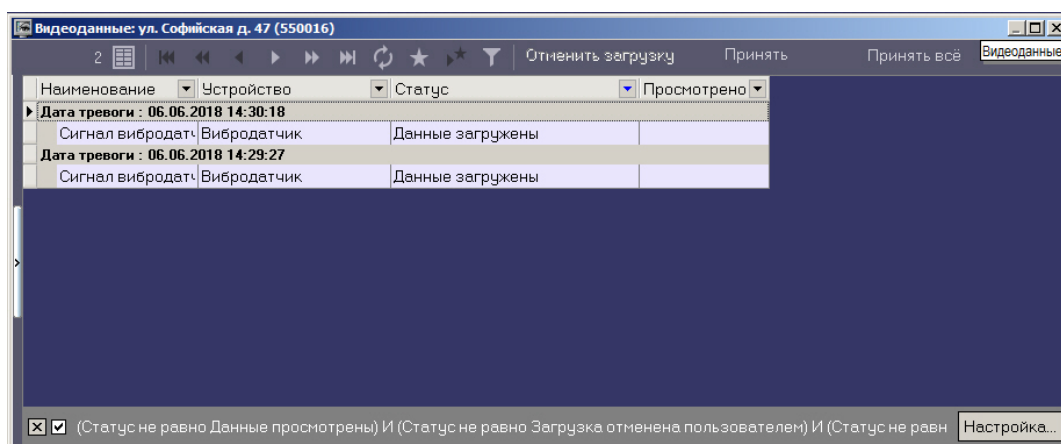 Видеоданные: ул. Софийская д. 47 (550016)
2 Отменить загрузку Принять Принять всё Видеоданные
Наименование Устройство Статус Просмотрено
Дата тревоги : 06.06.2018 14:30:18
Сигнал вибродатч Вибродатчик Данные загружены
Дата тревоги : 06.06.2018 14:29:27
Сигнал вибродатч Вибродатчик Данные загружены
(Статус не равно Данные просмотрены) И (Статус не равно Загрузка отменена пользователем) И (Статус не равн Настройка...